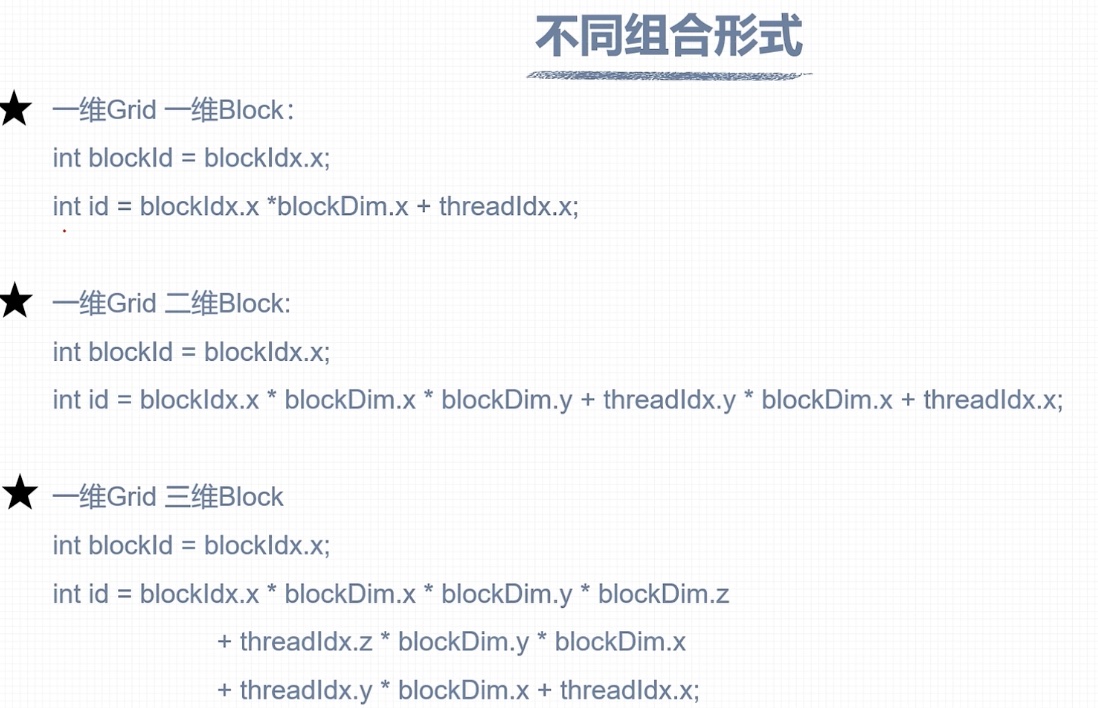 不同组合形式
一维Grid 一维Block：
int blockId = blockIdx.x;
int id = blockIdx.x *blockDim.x + threadIdx.x;
一维Grid 二维Block:
int blockId = blockIdx.x;
int id = blockIdx.x * blockDim.x * blockDim.y + threadIdx.y * blockDim.x + threadIdx.x;
一维Grid 三维Block
int blockId = blockIdx.x;
int id = blockIdx.x * blockDim.x * blockDim.y * blockDim.z
+ threadIdx.z * blockDim.y * blockDim.x
+ threadIdx.y * blockDim.x + threadIdx.x;